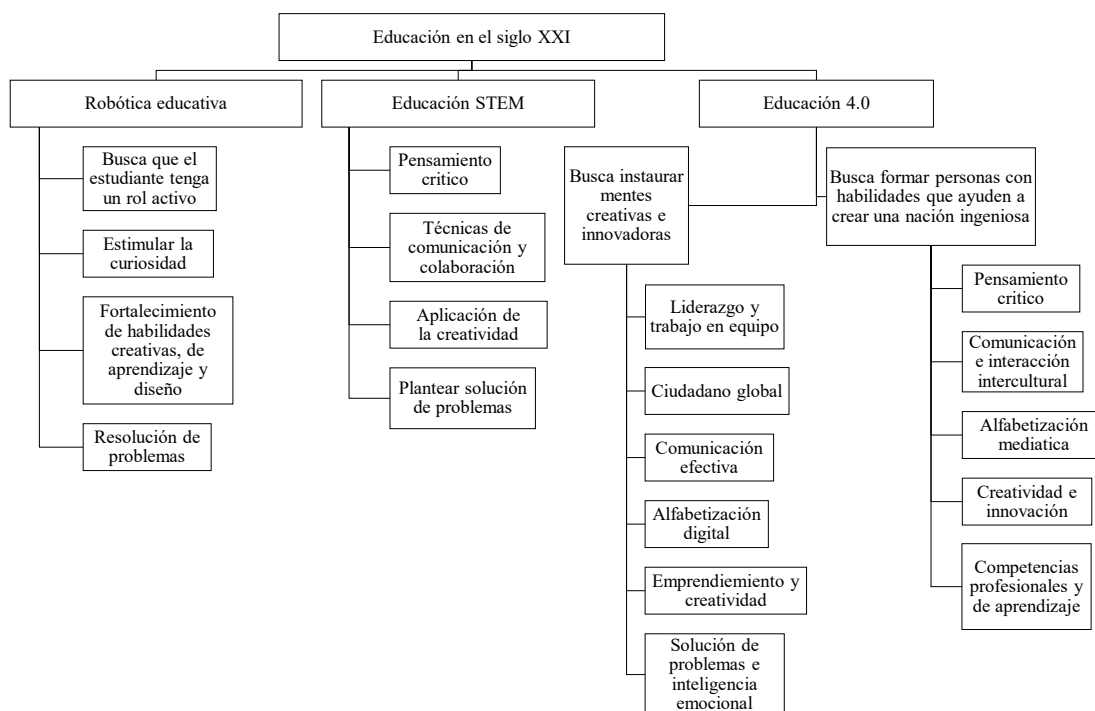 Educación en el siglo XXI
Robótica educativa
Educación STEM
Educación 4.0
Busca que el
estudiante tenga
un rol activo
Estimular la
curiosidad
Fortalecimiento
de habilidades
creativas, de
aprendizaje y
diseño
Resolución de
problemas
Pensamiento
critico
Técnicas de
comunicación y
colaboración
Aplicación de
la creatividad
Plantear solución
de problemas
Busca instaurar
mentes
creativas e
innovadoras
Liderazgo y
trabajo en equipo
Ciudadano global
Comunicación
efectiva
Alfabetización
digital
Emprendiemiento y
creatividad
Solución de
problemas e
inteligencia
emocional
Busca formar personas con
habilidades que ayuden a
crear una nación ingeniosa
Pensamiento
critico
Comunicación
e interacción
intercultural
Alfabetización
mediatica
Creatividad e
innovación
Competencias
profesionales y
de aprendizaje